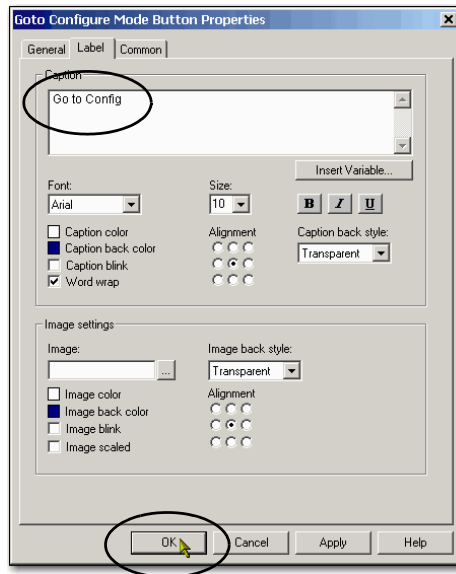 Goto Configure Mode Button Properties
General Label Common
Caption
Go to Config
Insert Variable...
Font: Size:
Arial 10 B I U
Caption color Alignment Caption back style:
Caption back color Transparent
Caption blink
Word wrap
Image settings
Image: Image back style:
... Transparent
Image color Alignment
Image back color
Image blink
Image scaled
OK Cancel Apply Help